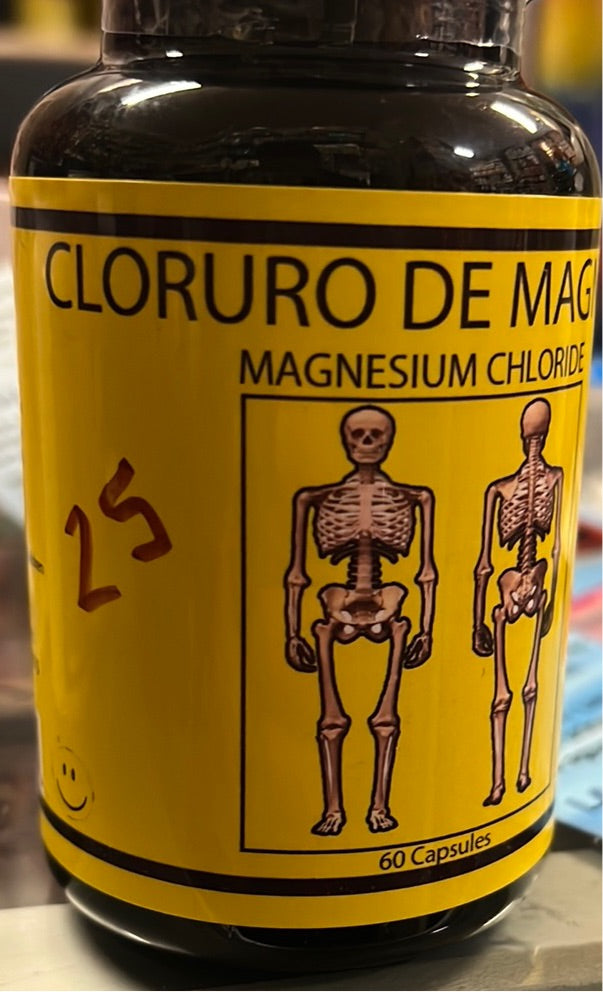 CLORURO DE MAG
MAGNESIUM CHLORIDE
25
60 Capsules